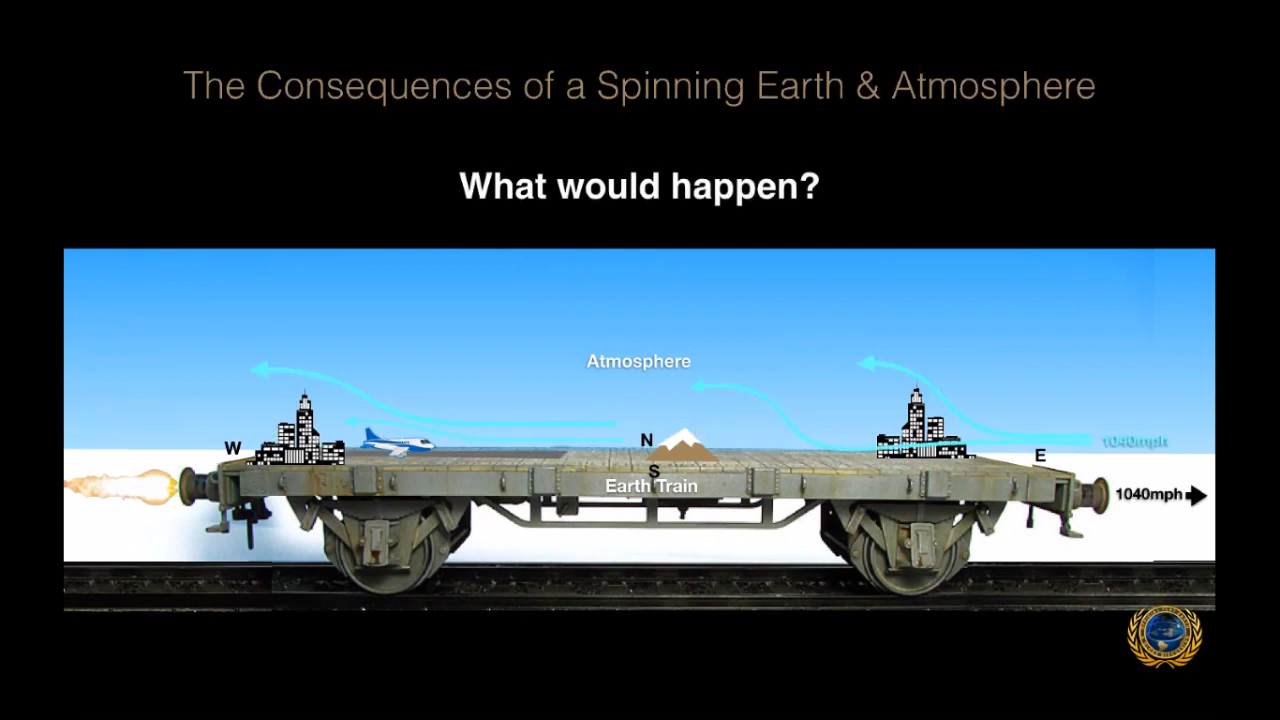 The Consequences of a Spinning Earth & Atmosphere
What would happen?
Atmosphere
W
N
1040mph
E
S
Earth Train
1040mph